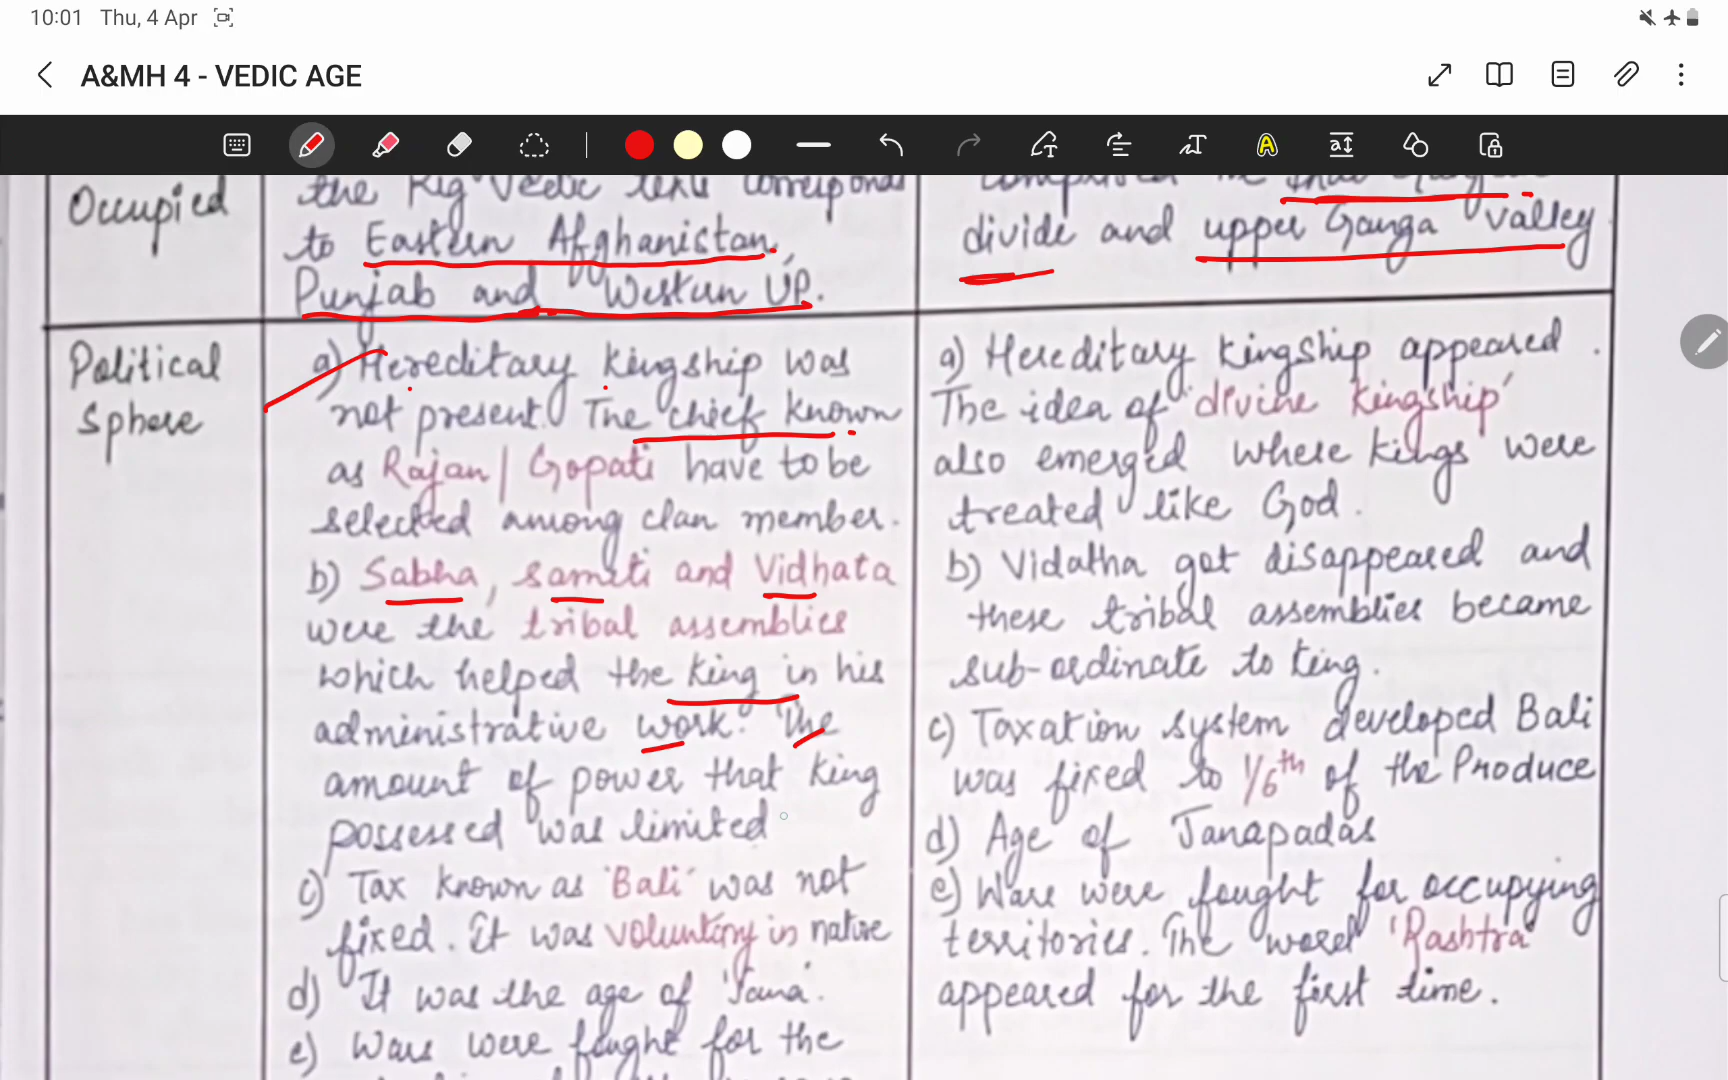 10:01 Thu, 4 Apr
A&MH 4 - VEDIC AGE
Occupied
the Rig Vedic text corresponds
to Eastern Afghanistan,
Punjab and Western UP.
divide and upper Ganga valley.
Political
Sphere
a) Hereditary kingship was
not present. The chief known
as Rajan / Gopati have to be
selected among clan member.
b) Sabha, samiti and Vidhata
were the tribal assemblies
which helped the king in his
administrative work. The
amount of power that king
possessed was limited
c) Tax known as 'Bali' was not
fixed. It was voluntary in native
d) It was the age of 'Jana'.
e) Wars were fought for the
a) Hereditary Kingship appeared.
The idea of 'divine kingship'
also emerged where kings were
treated like God.
b) Vidatha got disappeared and
these tribal assemblies became
sub-ordinate to king.
c) Taxation system developed Bali
was fixed to 1/6th of the Produce
d) Age of Janapadas
e) Wars were fought for occupying
territories. The word 'Rashtra'
appeared for the first time.